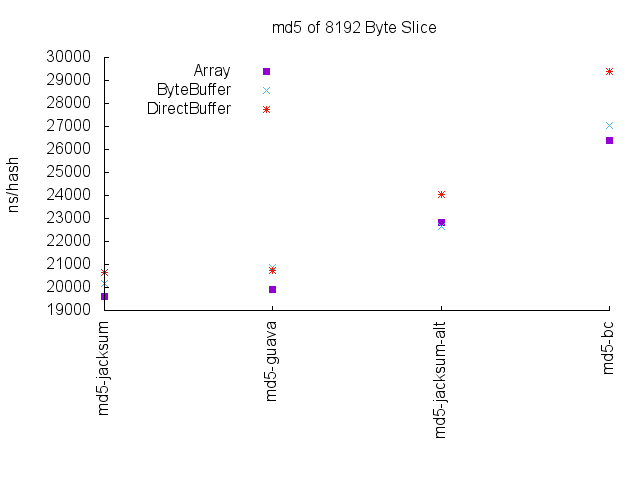 md5 of 8192 Byte Slice
30000
29000
28000
27000
26000
25000
24000
23000
22000
21000
20000
19000
ns/hash
Array
ByteBuffer
DirectBuffer
md5-jacksum
md5-guava
md5-jacksum-alt
md5-bc